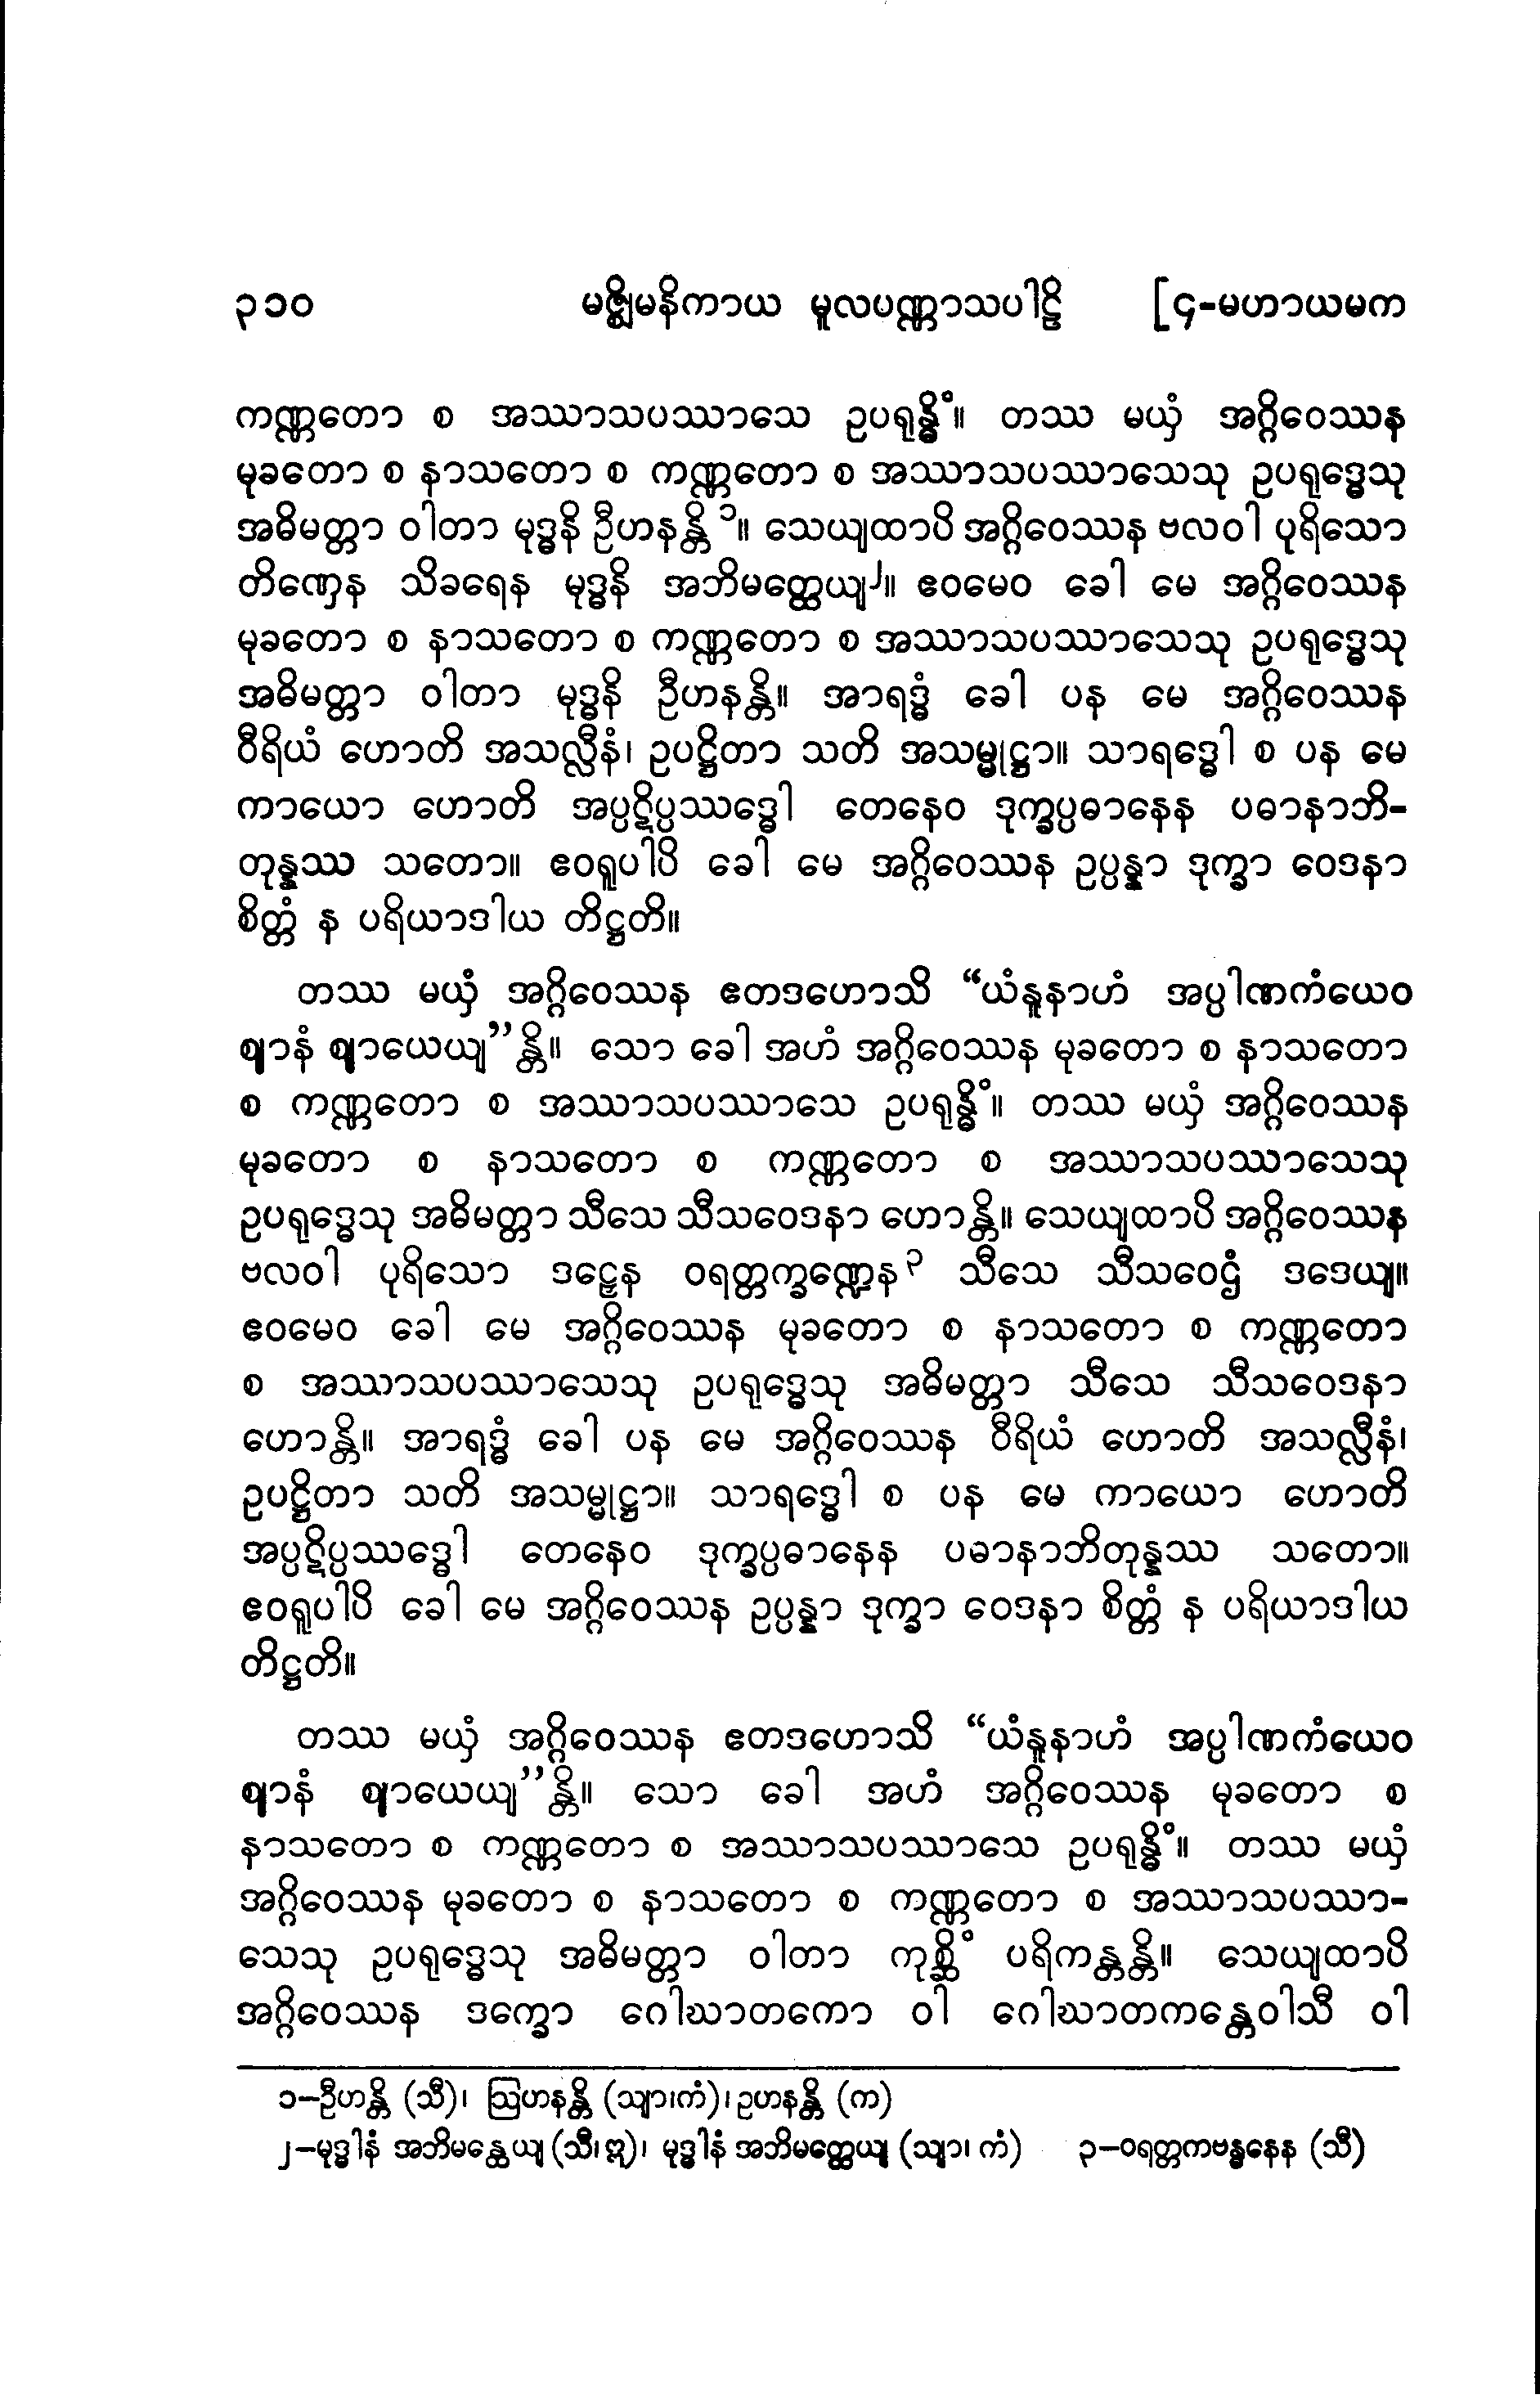 ၃၁၀ မဇ္ဈိမနိကာယ မူလပဏ္ဏာသပါဠိ [၄-မဟာယမက
ကဏ္ဏတော စ အဿာသပဿာသေ ဥပရုန္ဓိံ။ တဿ မယှံ အဂ္ဂိဝေဿန
မုခတော စ နာသတော စ ကဏ္ဏတော စ အဿာသပဿာသေသု ဥပရုဒ္ဓေသု
အဓိမတ္တာ ဝါတာ မုဒ္ဓနိ ဦဟနန္တိ၁။ သေယျထာပိ အဂ္ဂိဝေဿန ဗလဝါ ပုရိသော
တိဏှေန သိခရေန မုဒ္ဓနိ အဘိမတ္ထေယျ၂။ ဧဝမေဝ ခေါ မေ အဂ္ဂိဝေဿန
မုခတော စ နာသတော စ ကဏ္ဏတော စ အဿာသပဿာသေသု ဥပရုဒ္ဓေသု
အဓိမတ္တာ ဝါတာ မုဒ္ဓနိ ဦဟနန္တိ။ အာရဒ္ဓံ ခေါ ပန မေ အဂ္ဂိဝေဿန
ဝီရိယံ ဟောတိ အသလ္လီနံ၊ ဥပဋ္ဌိတာ သတိ အသမ္မုဋ္ဌာ။ သာရဒ္ဓေါ စ ပန မေ
ကာယော ဟောတိ အပ္ပဋိပ္ပဿဒ္ဓေါ တေနေဝ ဒုက္ခပ္ပဓာနေန ပဓာနာဘိ-
တုန္နဿ သတော။ ဧဝရူပါပိ ခေါ မေ အဂ္ဂိဝေဿန ဥပ္ပန္နာ ဒုက္ခာ ဝေဒနာ
စိတ္တံ န ပရိယာဒါယ တိဋ္ဌတိ။
တဿ မယှံ အဂ္ဂိဝေဿန ဧတဒဟောသိ “ယံနူနာဟံ အပ္ပါဏကံယေဝ
ဈာနံ ဈာယေယျ”န္တိ။ သော ခေါ အဟံ အဂ္ဂိဝေဿန မုခတော စ နာသတော
စ ကဏ္ဏတော စ အဿာသပဿာသေ ဥပရုန္ဓိံ။ တဿ မယှံ အဂ္ဂိဝေဿန
မုခတော စ နာသတော စ ကဏ္ဏတော စ အဿာသပဿာသေသု
ဥပရုဒ္ဓေသု အဓိမတ္တာ သီသေ သီသဝေဒနာ ဟောန္တိ။ သေယျထာပိ အဂ္ဂိဝေဿန
ဗလဝါ ပုရိသော ဒဠှေန ဝရတ္တက္ခဏ္ဍေန၃ သီသေ သီသဝေဌံ ဒဒေယျ။
ဧဝမေဝ ခေါ မေ အဂ္ဂိဝေဿန မုခတော စ နာသတော စ ကဏ္ဏတော
စ အဿာသပဿာသေသု ဥပရုဒ္ဓေသု အဓိမတ္တာ သီသေ သီသဝေဒနာ
ဟောန္တိ။ အာရဒ္ဓံ ခေါ ပန မေ အဂ္ဂိဝေဿန ဝီရိယံ ဟောတိ အသလ္လီနံ၊
ဥပဋ္ဌိတာ သတိ အသမ္မုဋ္ဌာ။ သာရဒ္ဓေါ စ ပန မေ ကာယော ဟောတိ
အပ္ပဋိပ္ပဿဒ္ဓေါ တေနေဝ ဒုက္ခပ္ပဓာနေန ပဓာနာဘိတုန္နဿ သတော။
ဧဝရူပါပိ ခေါ မေ အဂ္ဂိဝေဿန ဥပ္ပန္နာ ဒုက္ခာ ဝေဒနာ စိတ္တံ န ပရိယာဒါယ
တိဋ္ဌတိ။
တဿ မယှံ အဂ္ဂိဝေဿန ဧတဒဟောသိ “ယံနူနာဟံ အပ္ပါဏကံယေဝ
ဈာနံ ဈာယေယျ”န္တိ။ သော ခေါ အဟံ အဂ္ဂိဝေဿန မုခတော စ
နာသတော စ ကဏ္ဏတော စ အဿာသပဿာသေ ဥပရုန္ဓိံ။ တဿ မယှံ
အဂ္ဂိဝေဿန မုခတော စ နာသတော စ ကဏ္ဏတော စ အဿာသပဿာ-
သေသု ဥပရုဒ္ဓေသု အဓိမတ္တာ ဝါတာ ကုစ္ဆိံ ပရိကန္တန္တိ။ သေယျထာပိ
အဂ္ဂိဝေဿန ဒက္ခော ဂေါဃာတကော ဝါ ဂေါဃာတကန္တေဝါသီ ဝါ
၁-ဦဟန္တိ (သီ)၊ ဩဟနန္တိ (သျာ၊ကံ)၊ ဥဟနန္တိ (က)
၂-မုဒ္ဓါနံ အဘိမန္ထေယျ (သီ၊ဣ)၊ မုဒ္ဓါနံ အဘိမတ္ထေယျ (သျာ၊ ကံ) ၃-ဝရတ္တကဗန္ဓနေန (သီ)